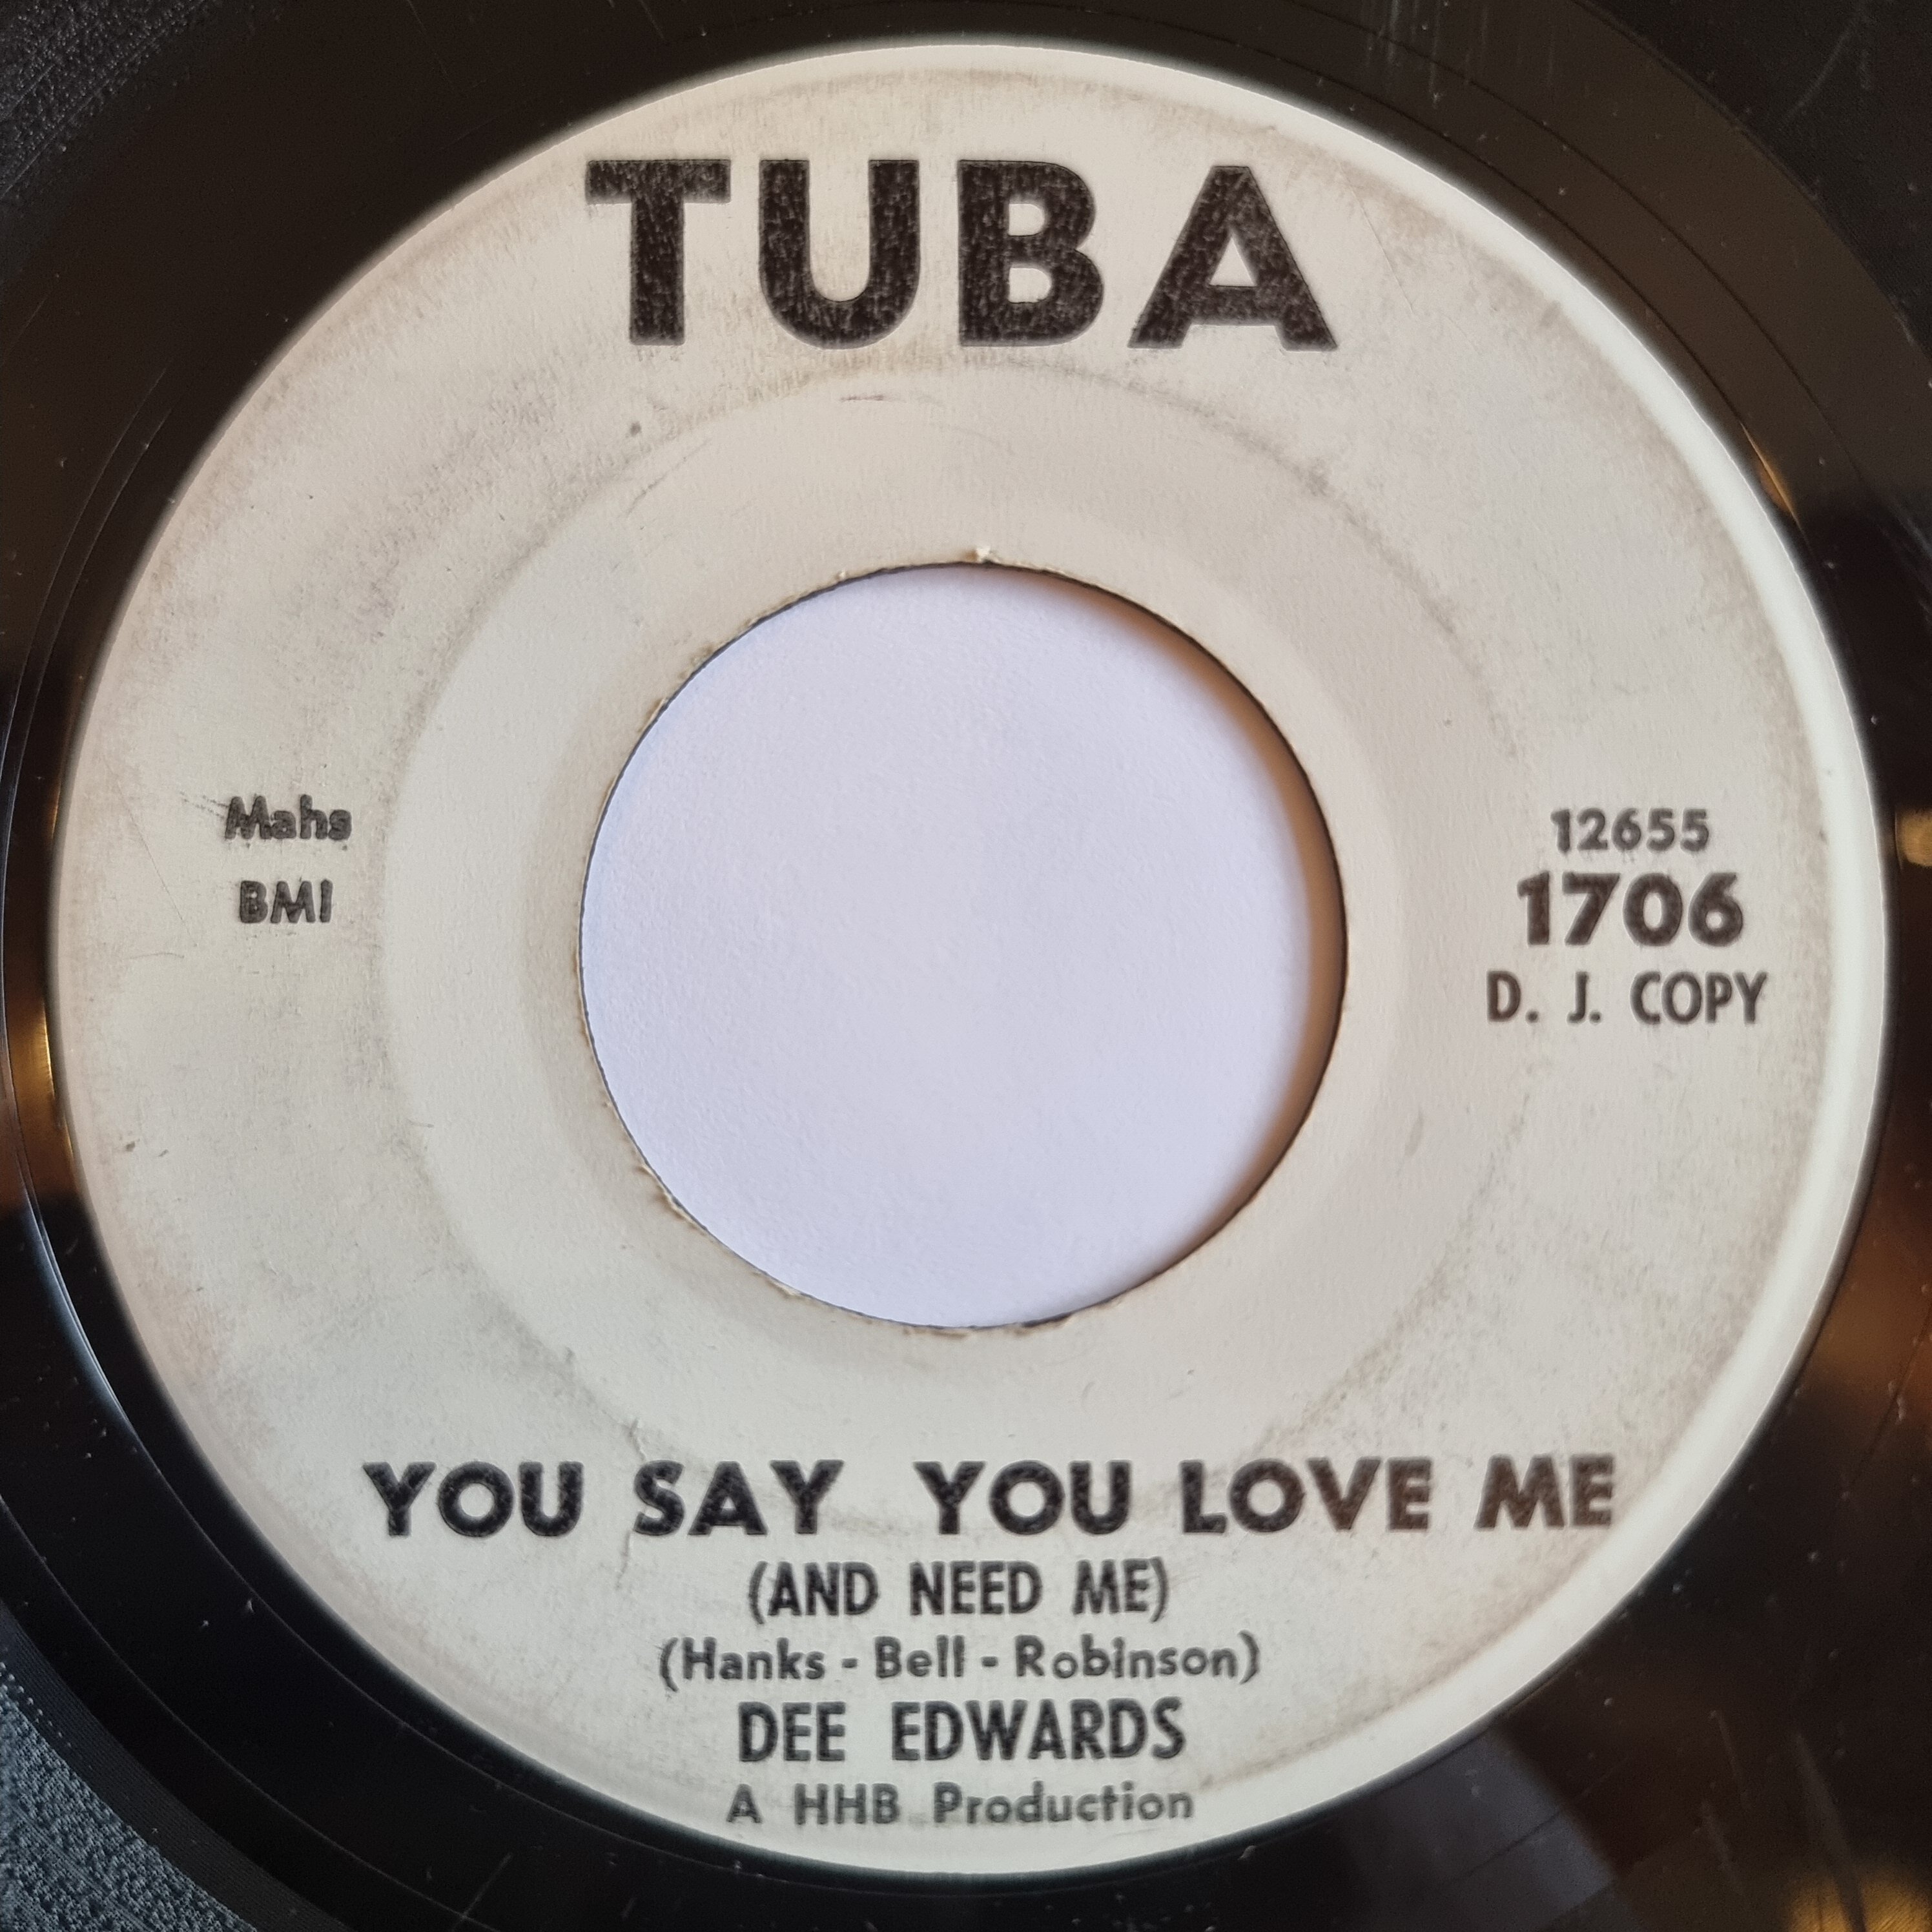 TUBA
Mahs
BMI
12655
1706
D. J. COPY
YOU SAY YOU LOVE ME
(AND NEED ME)
(Hanks - Bell - Robinson)
DEE EDWARDS
A HHB Production